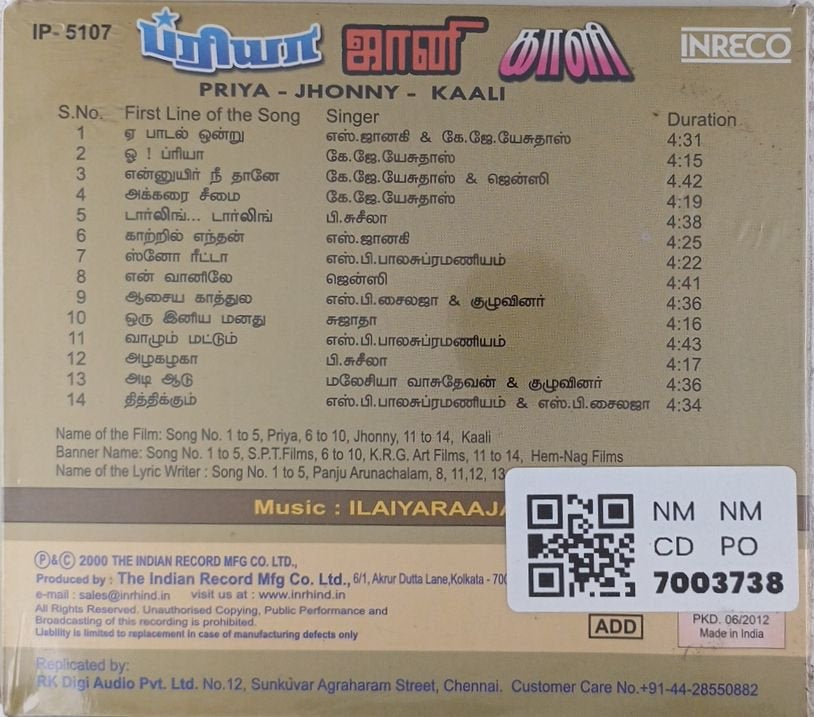 IP- 5107 ப்ரியா ஜானி காளி INRECO
PRIYA - JHONNY - KAALI
S.No. First Line of the Song Singer Duration
1 ஏ பாடல் ஒன்று எஸ்.ஜானகி & கே.ஜே.யேசுதாஸ் 4:31
2 ஓ ! ப்ரியா கே.ஜே.யேசுதாஸ் 4:15
3 என்னுயிர் நீ தானே கே.ஜே.யேசுதாஸ் & ஜென்ஸி 4.42
4 அக்கரை சீமை கே.ஜே.யேசுதாஸ் 4:19
5 டார்லிங்... டார்லிங் பி.சுசீலா 4:38
6 காற்றில் எந்தன் எஸ்.ஜானகி 4:25
7 ஸ்னோ ரீட்டா எஸ்.பி.பாலசுப்ரமணியம் 4:22
8 என் வானிலே ஜென்ஸி 4:41
9 ஆசைய காத்துல எஸ்.பி.சைலஜா & குழுவினர் 4:36
10 ஒரு இனிய மனது சுஜாதா 4:16
11 வாழும் மட்டும் எஸ்.பி.பாலசுப்ரமணியம் 4:43
12 அழகழகா பி.சுசீலா 4:17
13 அடி ஆடு மலேசியா வாசுதேவன் & குழுவினர் 4:36
14 தித்திக்கும் எஸ்.பி.பாலசுப்ரமணியம் & எஸ்.பி.சைலஜா 4:34
Name of the Film: Song No. 1 to 5, Priya, 6 to 10, Jhonny, 11 to 14, Kaali
Banner Name: Song No. 1 to 5, S.P.T.Films, 6 to 10, K.R.G. Art Films, 11 to 14, Hem-Nag Films
Name of the Lyric Writer : Song No. 1 to 5, Panju Arunachalam, 8, 11,12, 13
Music : ILAIYARAAJA
NM NM
CD PO
7003738
Ⓟ&Ⓒ 2000 THE INDIAN RECORD MFG CO. LTD.,
Produced by : The Indian Record Mfg Co. Ltd., 6/1, Akrur Dutta Lane,Kolkata - 700
e-mail : sales@inrhind.in visit us at : www.inrhind.in
All Rights Reserved. Unauthorised Copying, Public Performance and
Broadcasting of this recording is prohibited.
Liability is limited to replacement in case of manufacturing defects only
ADD
PKD. 06/2012
Made in India
Replicated by:
RK Digi Audio Pvt. Ltd. No.12, Sunkuvar Agraharam Street, Chennai. Customer Care No.+91-44-28550882